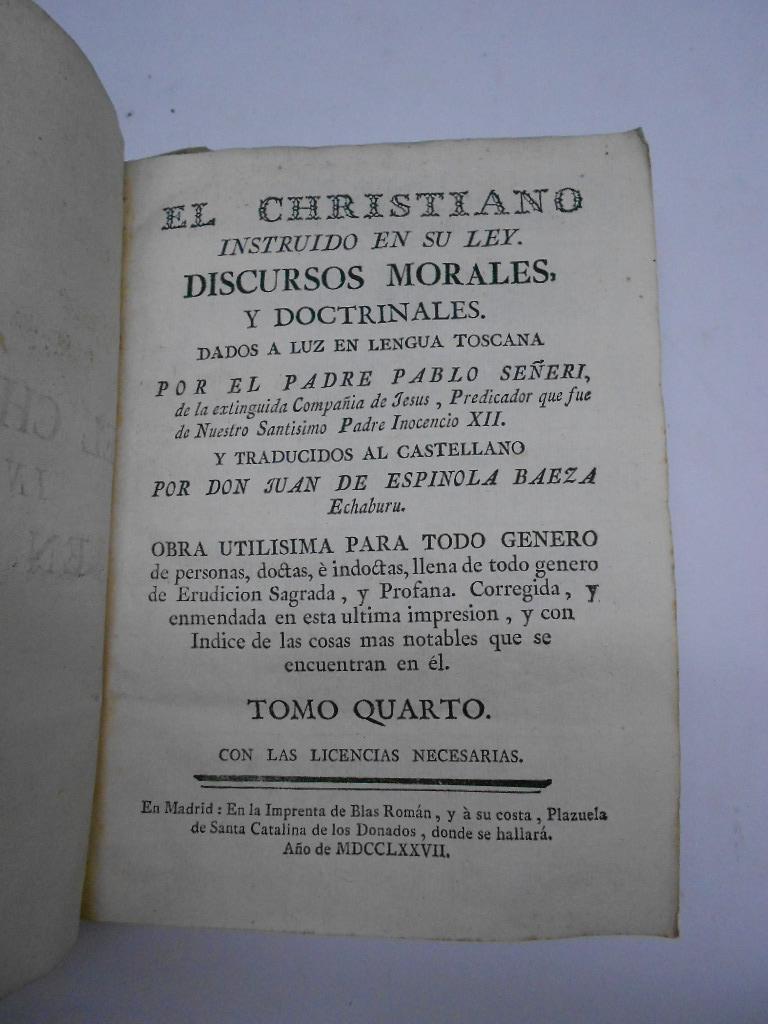 EL CHRISTIANO
INSTRUIDO EN SU LEY.
DISCURSOS MORALES,
Y DOCTRINALES.
DADOS A LUZ EN LENGUA TOSCANA
POR EL PADRE PABLO SEÑERI,
de la extinguida Compañia de Jesus, Predicador que fue
de Nuestro Santisimo Padre Inocencio XII.
Y TRADUCIDOS AL CASTELLANO
POR DON JUAN DE ESPINOLA BAEZA
Echaburu.
OBRA UTILISIMA PARA TODO GENERO
de personas, doctas, è indoctas, llena de todo genero
de Erudicion Sagrada, y Profana. Corregida, y
enmendada en esta ultima impresion, y con
Indice de las cosas mas notables que se
encuentran en él.
TOMO QUARTO.
CON LAS LICENCIAS NECESARIAS.
En Madrid: En la Imprenta de Blas Román, y à su costa, Plazuela
de Santa Catalina de los Donados, donde se hallará.
Año de MDCCLXXVII.